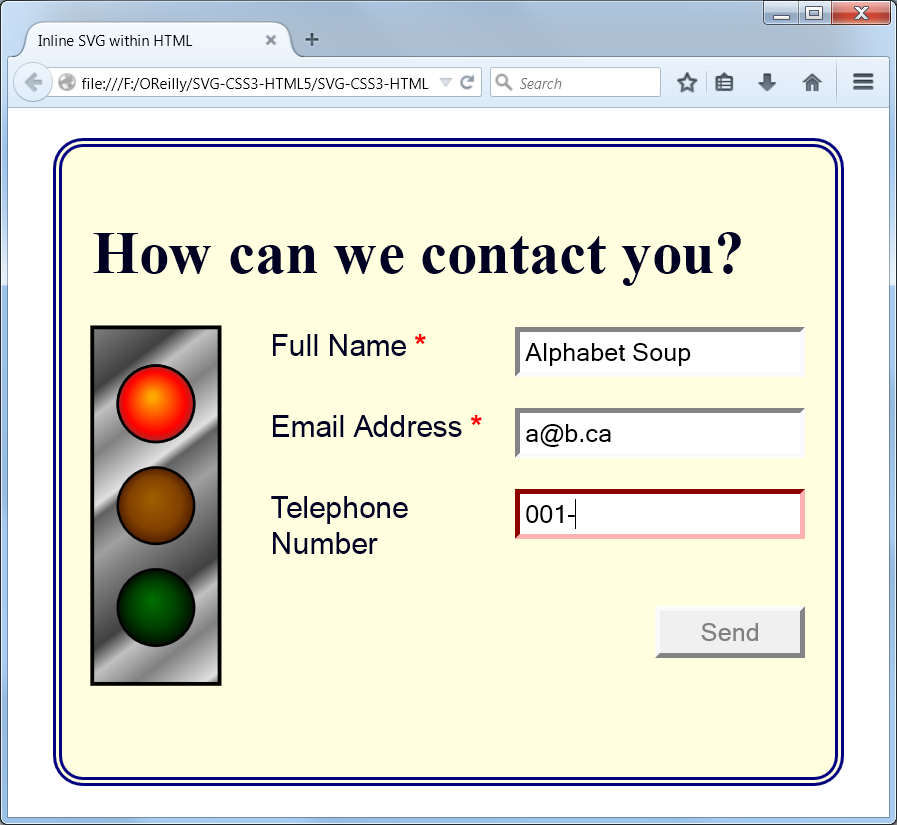 Inline SVG within HTML
file:///F:/OReilly/SVG-CSS3-HTML5/SVG-CSS3-HTML
Search
How can we contact you?
Full Name *
Alphabet Soup
Email Address *
a@b.ca
Telephone
Number
001-
Send